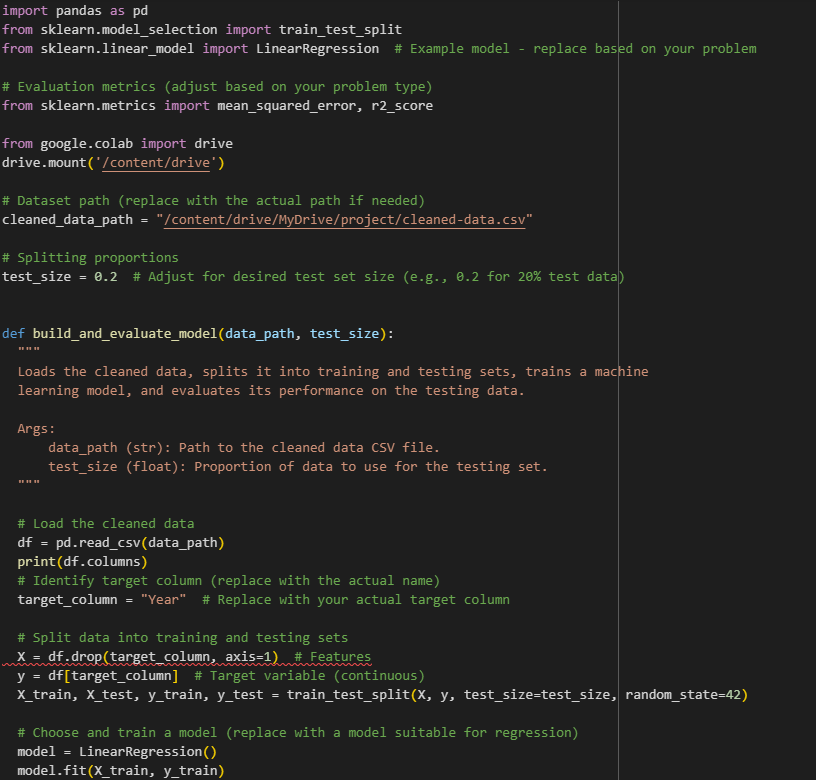 import pandas as pd
from sklearn.model_selection import train_test_split
from sklearn.linear_model import LinearRegression  # Example model - replace based on your problem

# Evaluation metrics (adjust based on your problem type)
from sklearn.metrics import mean_squared_error, r2_score

from google.colab import drive
drive.mount('/content/drive')

# Dataset path (replace with the actual path if needed)
cleaned_data_path = "/content/drive/MyDrive/project/cleaned-data.csv"

# Splitting proportions
test_size = 0.2  # Adjust for desired test set size (e.g., 0.2 for 20% test data)


def build_and_evaluate_model(data_path, test_size):
  """
  Loads the cleaned data, splits it into training and testing sets, trains a machine
  learning model, and evaluates its performance on the testing data.

  Args:
      data_path (str): Path to the cleaned data CSV file.
      test_size (float): Proportion of data to use for the testing set.
  """

  # Load the cleaned data
  df = pd.read_csv(data_path)
  print(df.columns)
  # Identify target column (replace with the actual name)
  target_column = "Year"  # Replace with your actual target column

  # Split data into training and testing sets
  X = df.drop(target_column, axis=1)  # Features
  y = df[target_column]  # Target variable (continuous)
  X_train, X_test, y_train, y_test = train_test_split(X, y, test_size=test_size, random_state=42)

  # Choose and train a model (replace with a model suitable for regression)
  model = LinearRegression()
  model.fit(X_train, y_train)